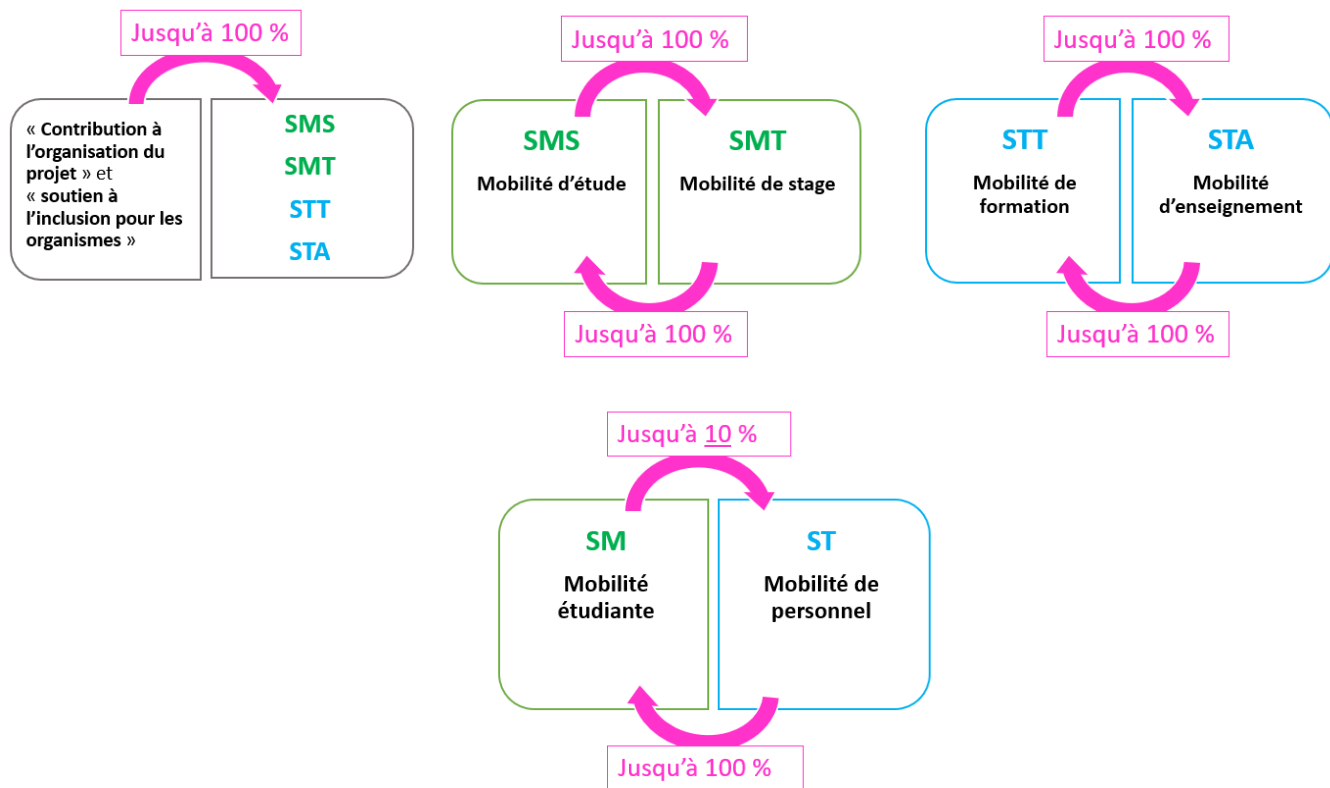 Jusqu'à 100 %
« Contribution à
l'organisation du
projet » et
« soutien à
l'inclusion pour les
organismes »
SMS
SMT
STT
STA
Jusqu'à 100 %
SMS
Mobilité d'étude
SMT
Mobilité de stage
Jusqu'à 100 %
Jusqu'à 100 %
STT
Mobilité de
formation
STA
Mobilité
d'enseignement
Jusqu'à 100 %
Jusqu'à 10 %
SM
Mobilité
étudiante
ST
Mobilité de
personnel
Jusqu'à 100 %